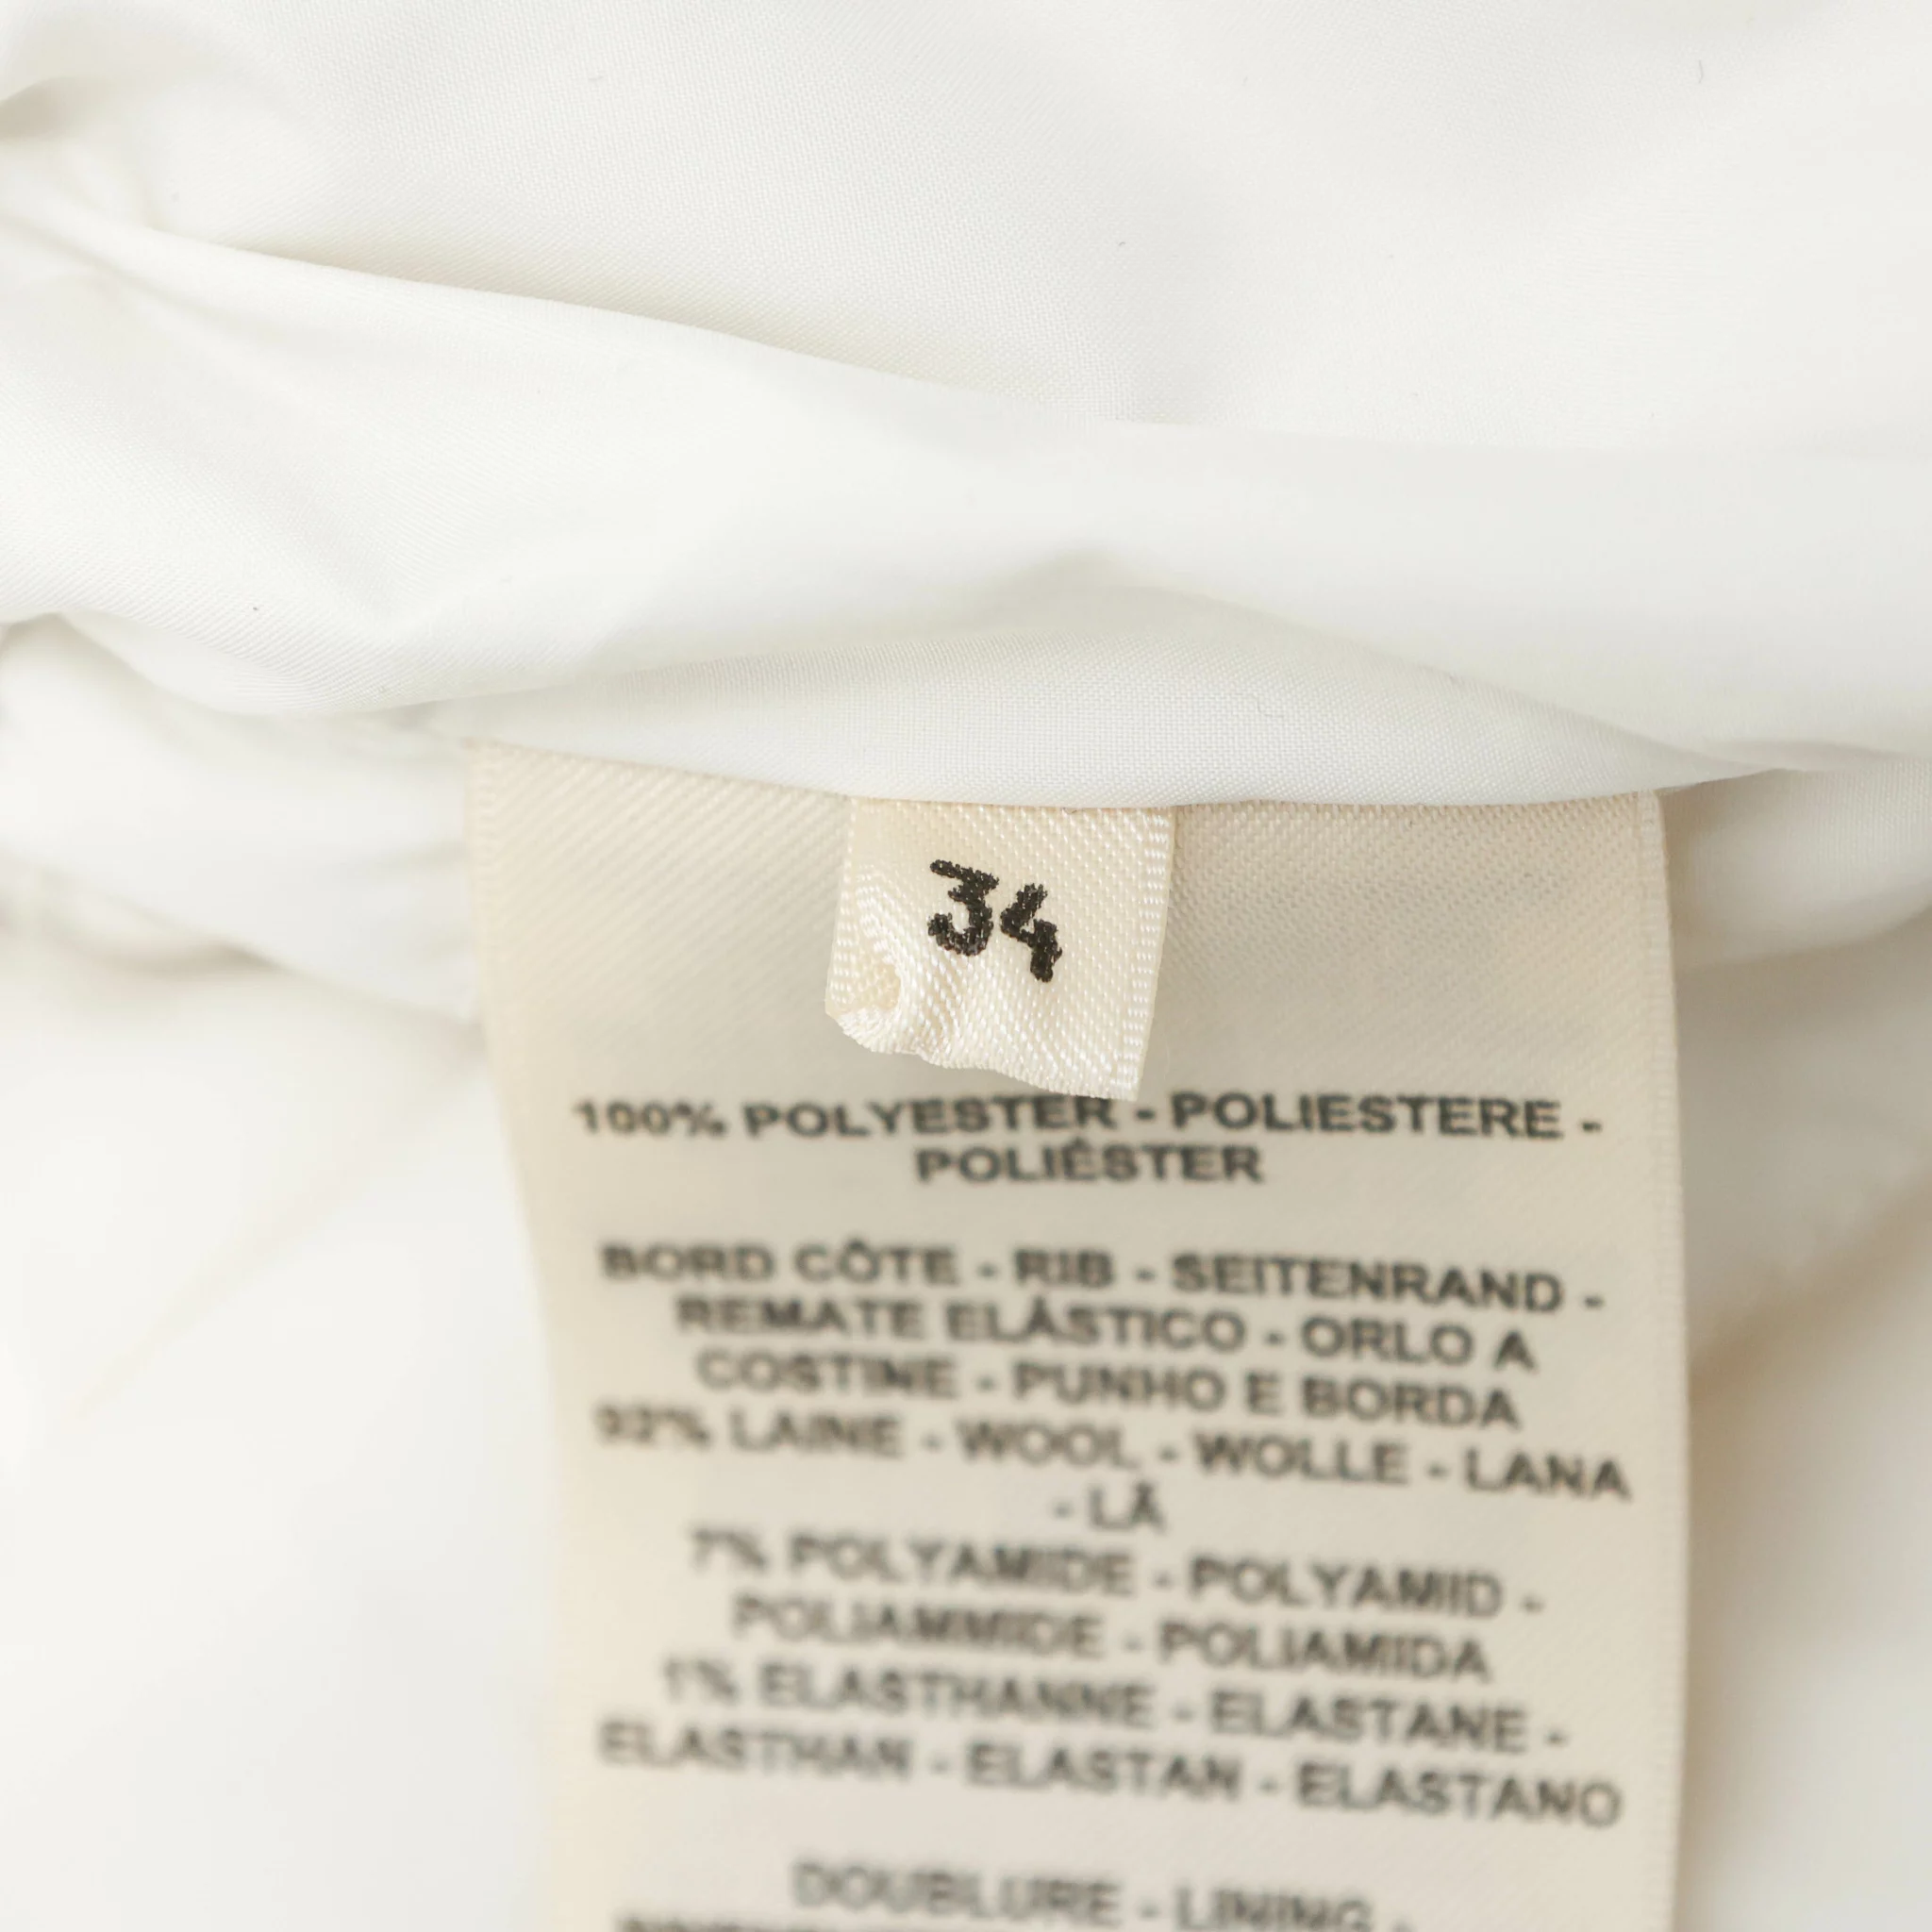 34
100% POLYESTER - POLIESTERE -
POLIÉSTER
BORD CÔTE - RIB - SEITENRAND -
REMATE ELÁSTICO - ORLO A
COSTINE - PUNHO E BORDA
92% LAINE - WOOL - WOLLE - LANA
- LÃ
7% POLYAMIDE - POLYAMID -
POLIAMMIDE - POLIAMIDA
1% ELASTHANNE - ELASTANE -
ELASTHAN - ELASTAN - ELASTANO
DOUBLURE - LINING -